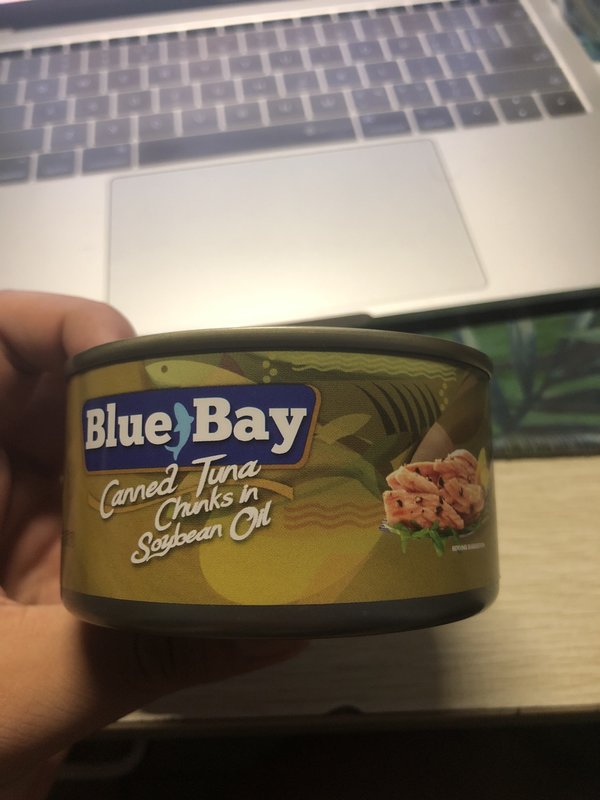 Blue Bay
Canned Tuna
Chunks in
Soybean Oil